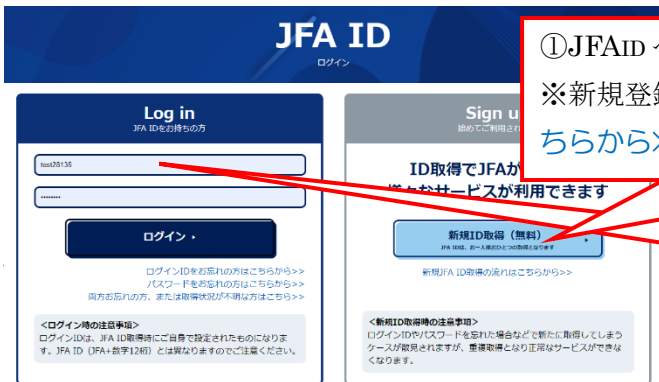 JFA ID
ログイン
①JFAID
※新規登
ちらから
Log in
JFA IDをお持ちの方
test20135
••••••••
ログイン
ログインIDをお忘れの方はこちらから>>
パスワードをお忘れの方はこちらから>>
両方お忘れの方、または取得状況が不明な方はこちら>>
<ログイン時の注意事項>
ログインIDは、JFA ID取得時にご自身で設定されたものになりま
す。JFA ID（JFA+数字12桁）とは異なりますのでご注意ください。
Sign u
始めてご利用され
ID取得でJFAが
様々なサービスが利用できます
新規ID取得（無料）
JFA IDは、お一人様おひとつの取得となります
新規JFA ID取得の流れはこちらから>>
<新規ID取得時の注意事項>
ログインIDやパスワードを忘れた場合などで新たに取得してしまう
ケースが散見されますが、重複取得となり正常なサービスができな
くなります。